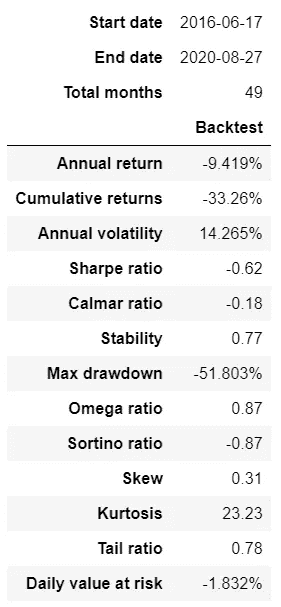 Start date 2016-06-17
End date 2020-08-27
Total months 49
Backtest
Annual return -9.419%
Cumulative returns -33.26%
Annual volatility 14.265%
Sharpe ratio -0.62
Calmar ratio -0.18
Stability 0.77
Max drawdown -51.803%
Omega ratio 0.87
Sortino ratio -0.87
Skew 0.31
Kurtosis 23.23
Tail ratio 0.78
Daily value at risk -1.832%